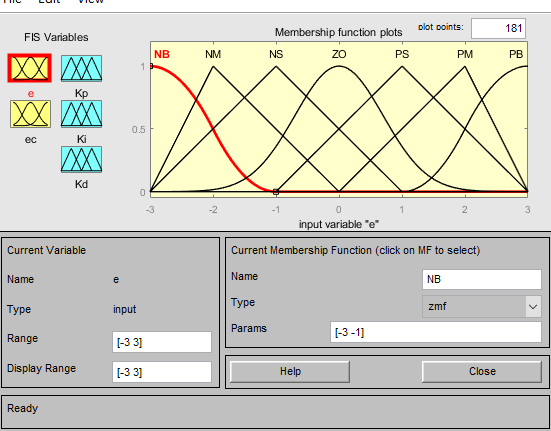 File Edit View
FIS Variables
Membership function plots
plot points: 181
NB NM NS ZO PS PM PB
1
0.5
0
-3 -2 -1 0 1 2 3
input variable "e"
e
Kp
ec
Ki
Kd
Current Variable
Name e
Type input
Range [-3 3]
Display Range [-3 3]
Current Membership Function (click on MF to select)
Name NB
Type zmf
Params [-3 -1]
Help Close
Ready